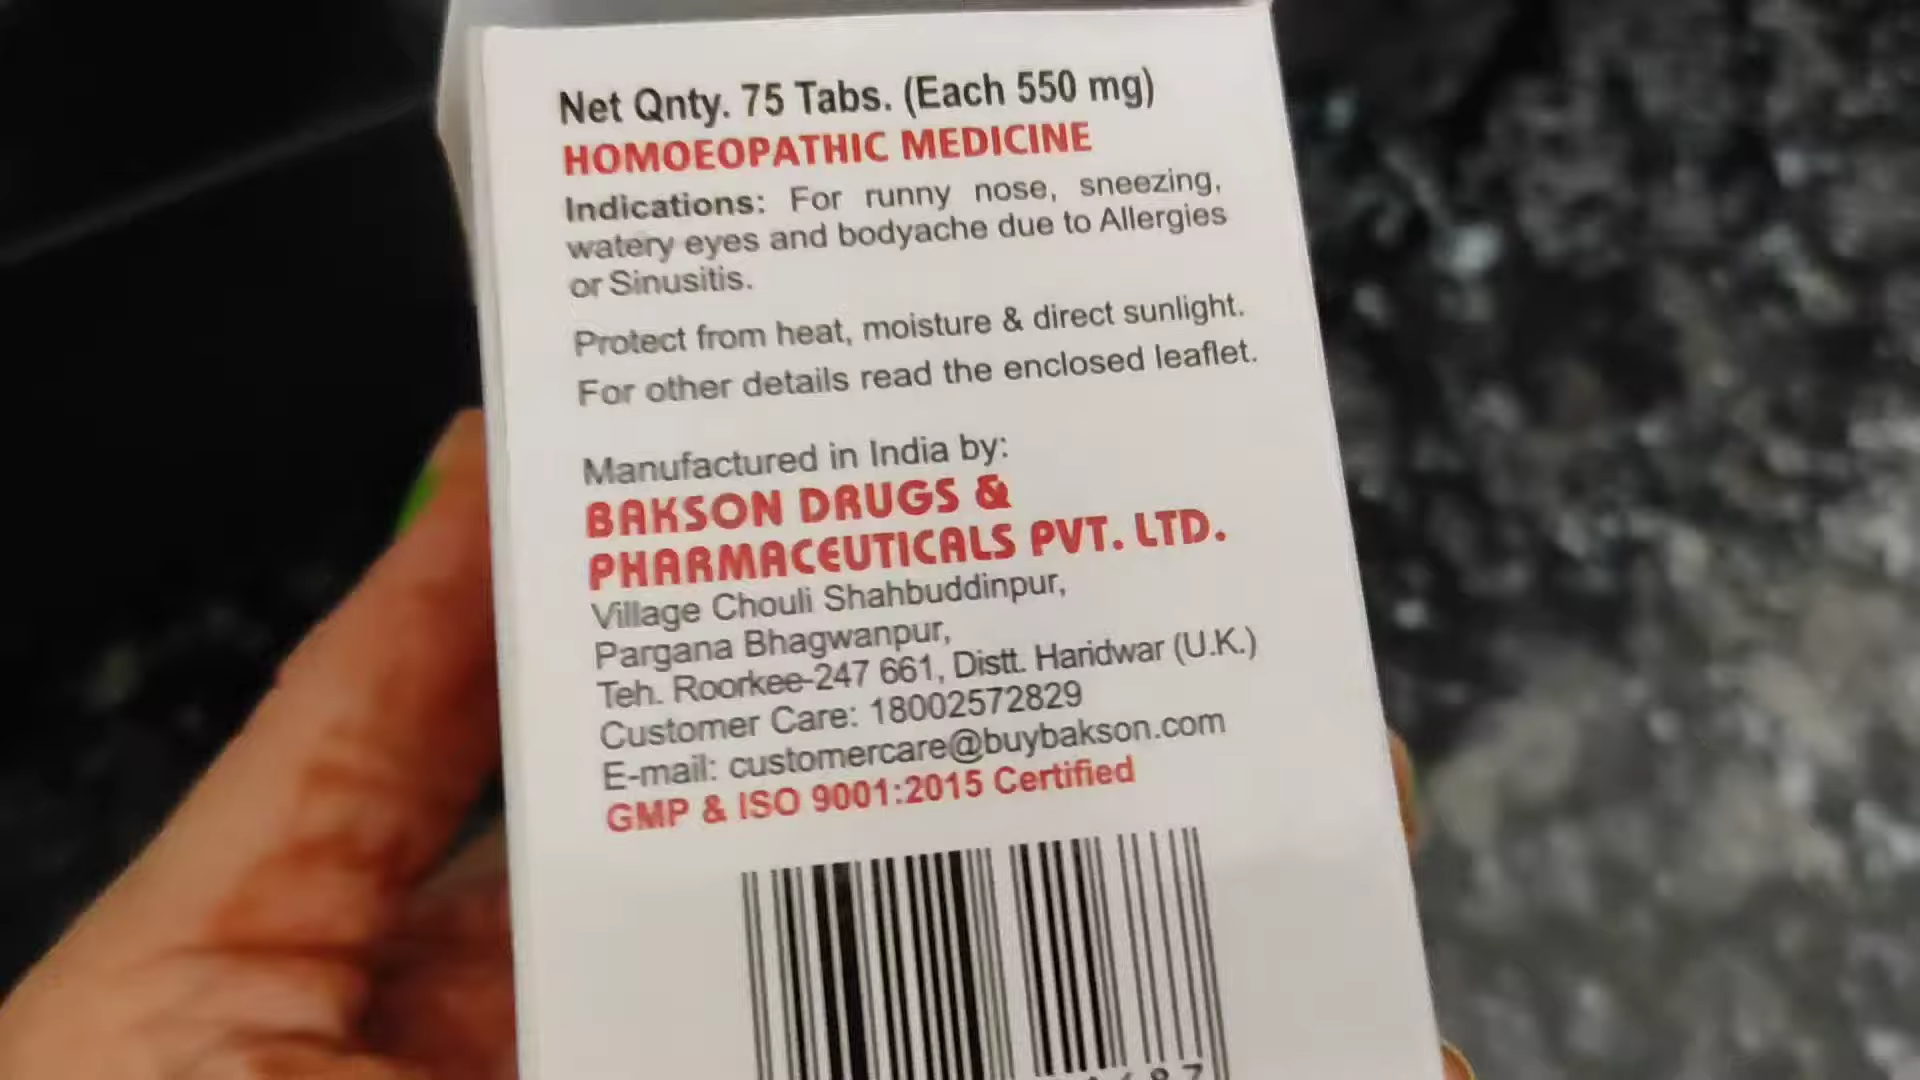 Net Qnty. 75 Tabs. (Each 550 mg)
HOMOEOPATHIC MEDICINE
Indications: For runny nose, sneezing,
watery eyes and bodyache due to Allergies
or Sinusitis.
Protect from heat, moisture & direct sunlight.
For other details read the enclosed leaflet.
Manufactured in India by:
BAKSON DRUGS &
PHARMACEUTICALS PVT. LTD.
Village Chouli Shahbuddinpur,
Pargana Bhagwanpur,
Teh. Roorkee-247 661, Distt. Haridwar (U.K.)
Customer Care: 18002572829
E-mail: customercare@buybakson.com
GMP & ISO 9001:2015 Certified